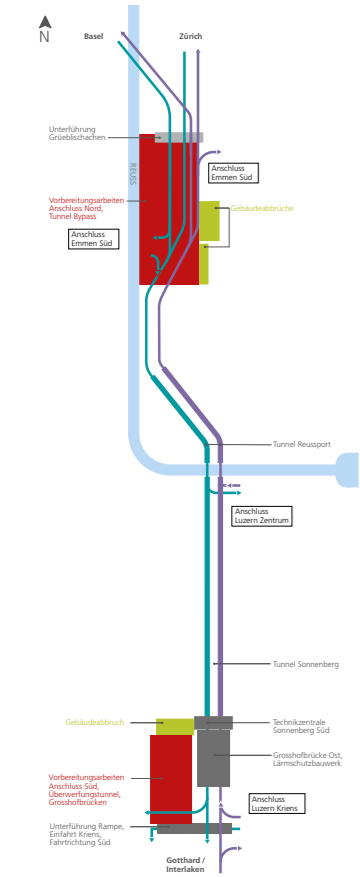 N
Basel
Zürich
Unterführung
Grüeblischachen
REUSS
Anschluss
Emmen Süd
Vorbereitungsarbeiten
Anschluss Nord,
Tunnel Bypass
Gebäudeabbrüche
Anschluss
Emmen Süd
Tunnel Reussport
Anschluss
Luzern Zentrum
Tunnel Sonnenberg
Gebäudeabbruch
Technikzentrale
Sonnenberg Süd
Grosshofbrücke Ost,
Lärmschutzbauwerk
Vorbereitungsarbeiten
Anschluss Süd,
Überwerfungstunnel,
Grosshofbrücken
Anschluss
Luzern Kriens
Unterführung Rampe,
Einfahrt Kriens,
Fahrtrichtung Süd
Gotthard /
Interlaken